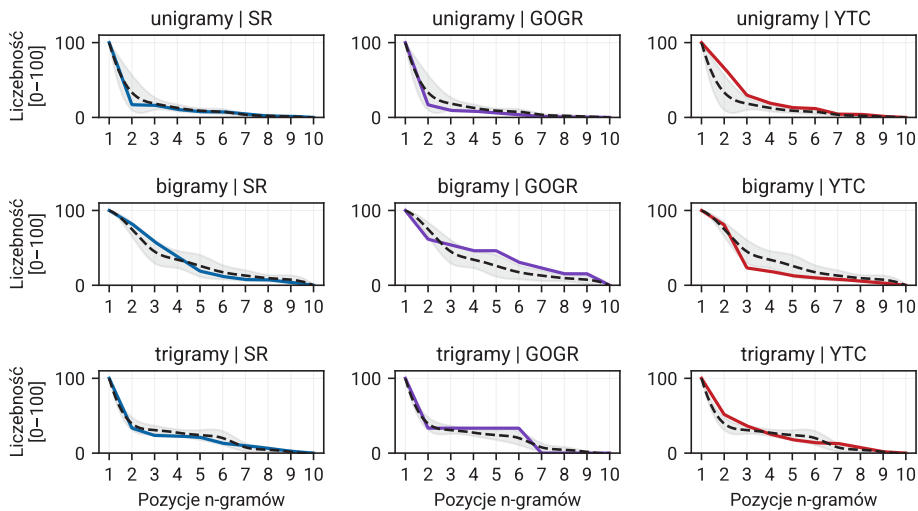 unigramy | SR
unigramy | GOGR
unigramy | YTC
Liczebność
[0−100]
100
0
1 2 3 4 5 6 7 8 9 10
100
0
1 2 3 4 5 6 7 8 9 10
100
0
1 2 3 4 5 6 7 8 9 10
bigramy | SR
bigramy | GOGR
bigramy | YTC
Liczebność
[0−100]
100
0
1 2 3 4 5 6 7 8 9 10
100
0
1 2 3 4 5 6 7 8 9 10
100
0
1 2 3 4 5 6 7 8 9 10
trigramy | SR
trigramy | GOGR
trigramy | YTC
Liczebność
[0−100]
100
0
1 2 3 4 5 6 7 8 9 10
100
0
1 2 3 4 5 6 7 8 9 10
100
0
1 2 3 4 5 6 7 8 9 10
Pozycje n-gramów
Pozycje n-gramów
Pozycje n-gramów